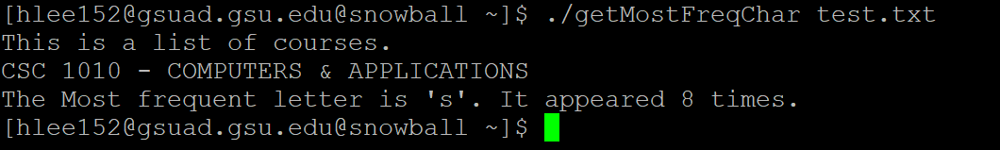 [hlee152@gsuad.gsu.edu@snowball ~]$ ./getMostFreqChar test.txt
This is a list of courses.
CSC 1010 - COMPUTERS & APPLICATIONS
The Most frequent letter is 's'. It appeared 8 times.
[hlee152@gsuad.gsu.edu@snowball ~]$